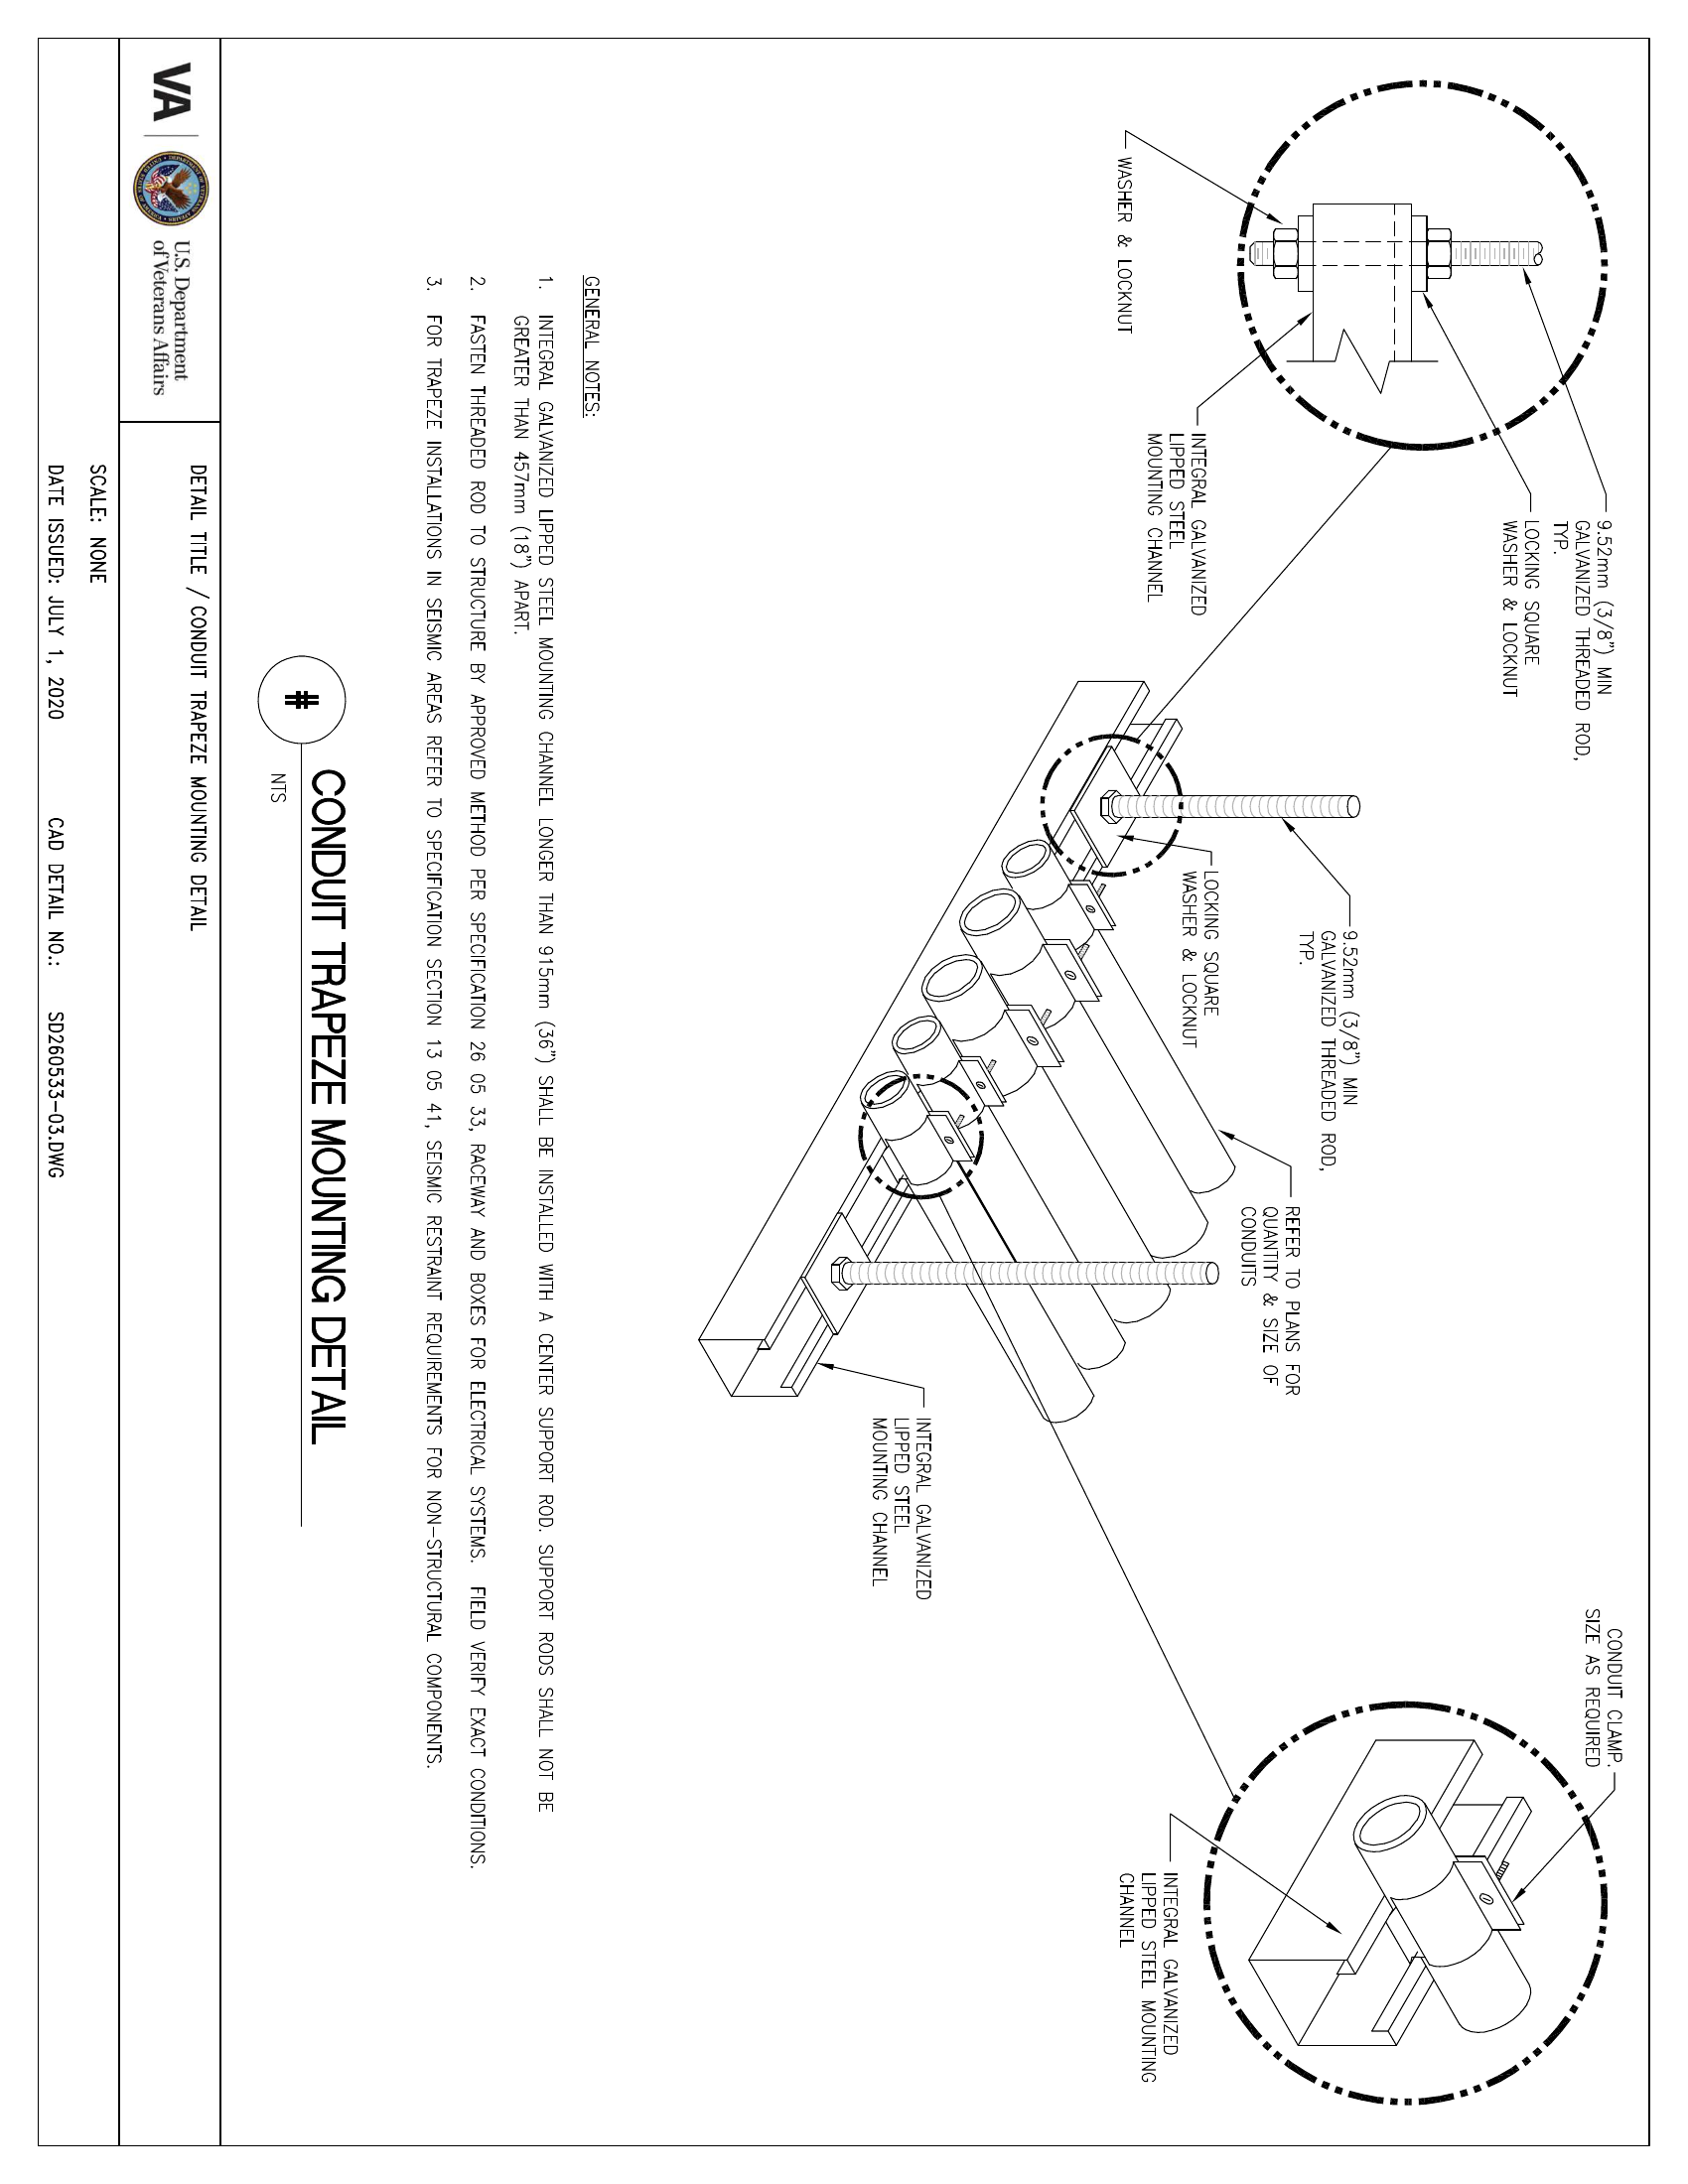 9.52mm (3/8") MIN
GALVANIZED THREADED ROD,
TYP.
LOCKING SQUARE
WASHER & LOCKNUT
INTEGRAL GALVANIZED
LIPPED STEEL
MOUNTING CHANNEL
WASHER & LOCKNUT
9.52mm (3/8") MIN
GALVANIZED THREADED ROD,
TYP.
LOCKING SQUARE
WASHER & LOCKNUT
REFER TO PLANS FOR
QUANTITY & SIZE OF
CONDUITS
INTEGRAL GALVANIZED
LIPPED STEEL
MOUNTING CHANNEL
CONDUIT CLAMP.
SIZE AS REQUIRED
INTEGRAL GALVANIZED
LIPPED STEEL MOUNTING
CHANNEL
GENERAL NOTES:
1. INTEGRAL GALVANIZED LIPPED STEEL MOUNTING CHANNEL LONGER THAN 915mm (36") SHALL BE INSTALLED WITH A CENTER SUPPORT ROD. SUPPORT RODS SHALL NOT BE
GREATER THAN 457mm (18") APART.
2. FASTEN THREADED ROD TO STRUCTURE BY APPROVED METHOD PER SPECIFICATION 26 05 33, RACEWAY AND BOXES FOR ELECTRICAL SYSTEMS. FIELD VERIFY EXACT CONDITIONS.
3. FOR TRAPEZE INSTALLATIONS IN SEISMIC AREAS REFER TO SPECIFICATION SECTION 13 05 41, SEISMIC RESTRAINT REQUIREMENTS FOR NON-STRUCTURAL COMPONENTS.
# CONDUIT TRAPEZE MOUNTING DETAIL
NTS
VA
U.S. Department
of Veterans Affairs
DETAIL TITLE / CONDUIT TRAPEZE MOUNTING DETAIL
SCALE: NONE
DATE ISSUED: JULY 1, 2020 CAD DETAIL NO.: SD260533-03.DWG